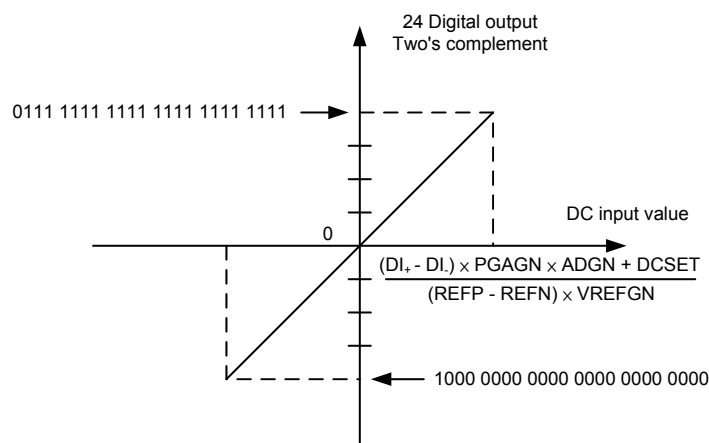 24 Digital output
Two's complement
0111 1111 1111 1111 1111 1111
DC input value
0
(DI+ - DI-) × PGAGN × ADGN + DCSET
(REFP - REFN) × VREFGN
1000 0000 0000 0000 0000 0000